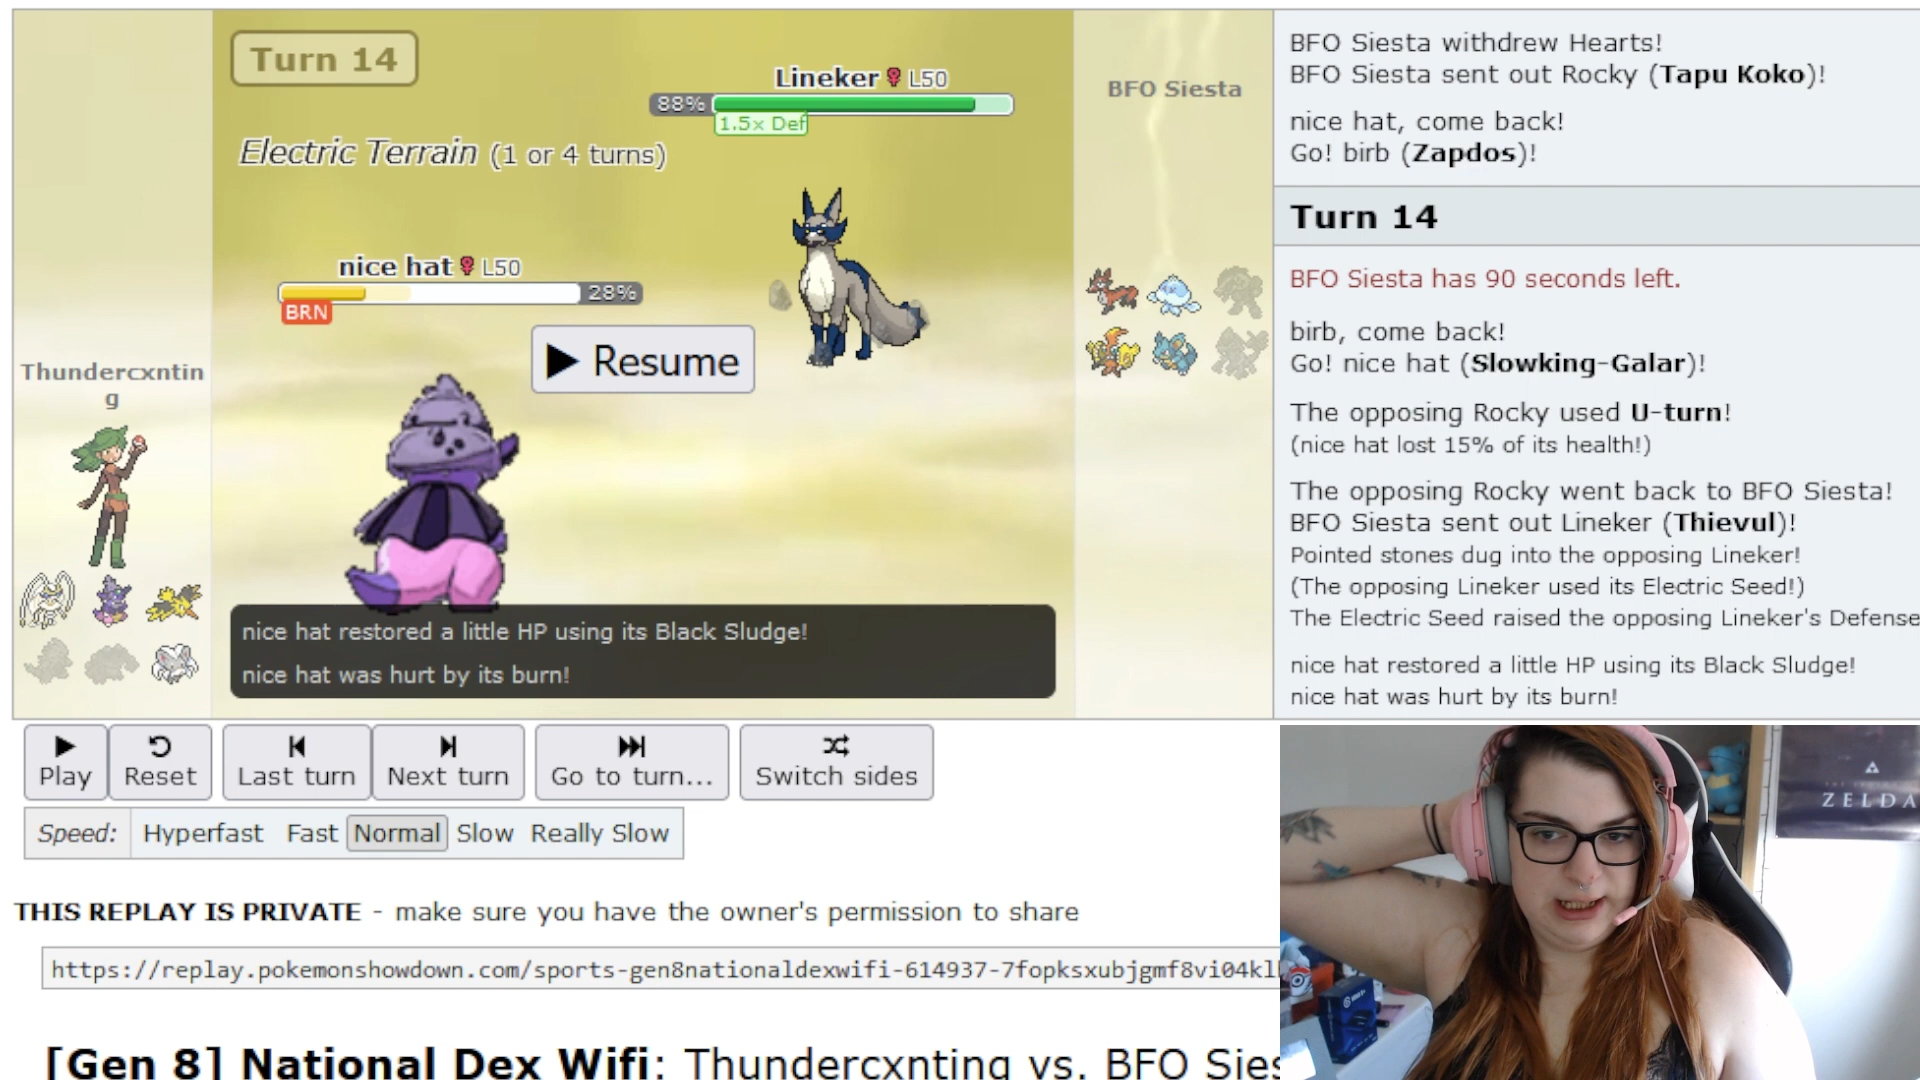 Turn 14
Lineker L50
88%
1.5x Def
Electric Terrain (1 or 4 turns)
nice hat L50
28%
BRN
Resume
nice hat restored a little HP using its Black Sludge!
nice hat was hurt by its burn!
Thundercxntin
g
BFO Siesta
BFO Siesta withdrew Hearts!
BFO Siesta sent out Rocky (Tapu Koko)!
nice hat, come back!
Go! birb (Zapdos)!
Turn 14
BFO Siesta has 90 seconds left.
birb, come back!
Go! nice hat (Slowking-Galar)!
The opposing Rocky used U-turn!
(nice hat lost 15% of its health!)
The opposing Rocky went back to BFO Siesta!
BFO Siesta sent out Lineker (Thievul)!
Pointed stones dug into the opposing Lineker!
(The opposing Lineker used its Electric Seed!)
The Electric Seed raised the opposing Lineker's Defense
nice hat restored a little HP using its Black Sludge!
nice hat was hurt by its burn!
Play Reset Last turn Next turn Go to turn... Switch sides
Speed: Hyperfast Fast Normal Slow Really Slow
THIS REPLAY IS PRIVATE - make sure you have the owner's permission to share
https://replay.pokemonshowdown.com/sports-gen8nationaldexwifi-614937-7fopksxubjgmf8vi04kl
[Gen 8] National Dex Wifi: Thundercxnting vs. BFO Sies
ZELDA